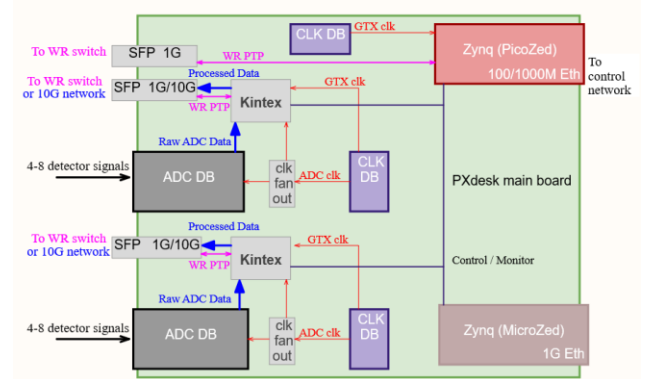 CLK DB
GTX clk
Zynq (PicoZed)
100/1000M Eth
To
control
network
To WR switch
SFP 1G
WR PTP
To WR switch
or 10G network
SFP 1G/10G
Processed Data
WR PTP
Kintex
GTX clk
Raw ADC Data
4-8 detector signals
ADC DB
clk
fan
out
ADC clk
CLK
DB
PXdesk main board
Processed Data
To WR switch
or 10G network
SFP 1G/10G
WR PTP
Kintex
GTX clk
Control / Monitor
Raw ADC Data
4-8 detector signals
ADC DB
clk
fan
out
ADC clk
CLK
DB
Zynq (MicroZed)
1G Eth